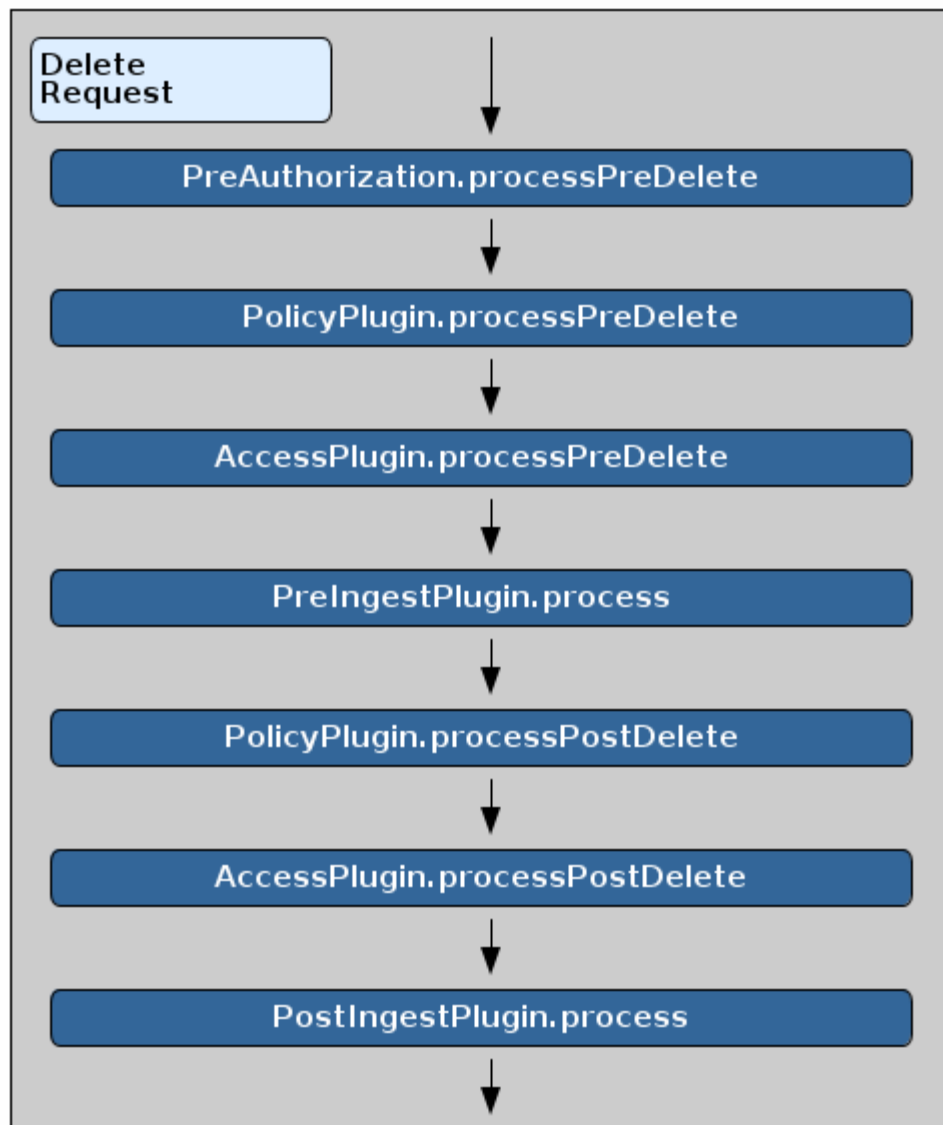 Delete
Request
PreAuthorization.processPreDelete
PolicyPlugin.processPreDelete
AccessPlugin.processPreDelete
PreIngestPlugin.process
PolicyPlugin.processPostDelete
AccessPlugin.processPostDelete
PostIngestPlugin.process